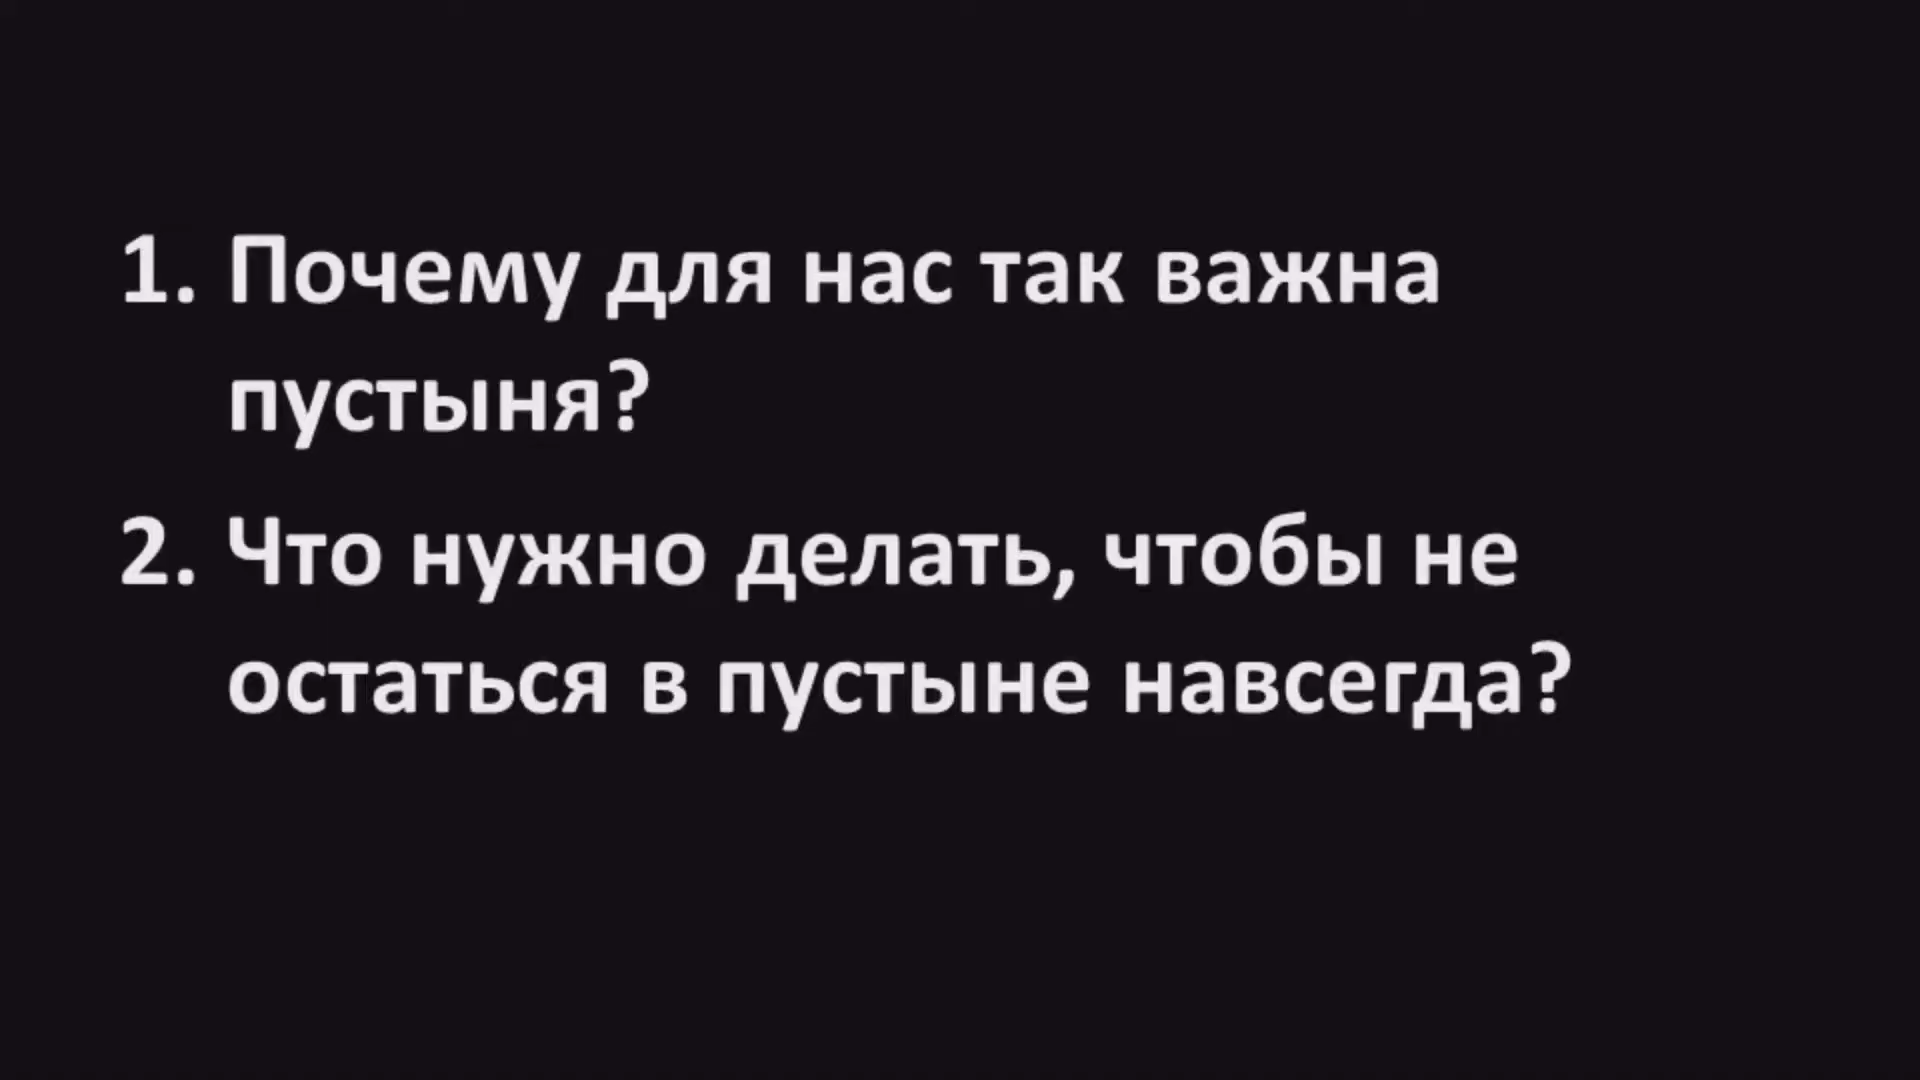 1. Почему для нас так важна
пустыня?
2. Что нужно делать, чтобы не
остаться в пустыне навсегда?